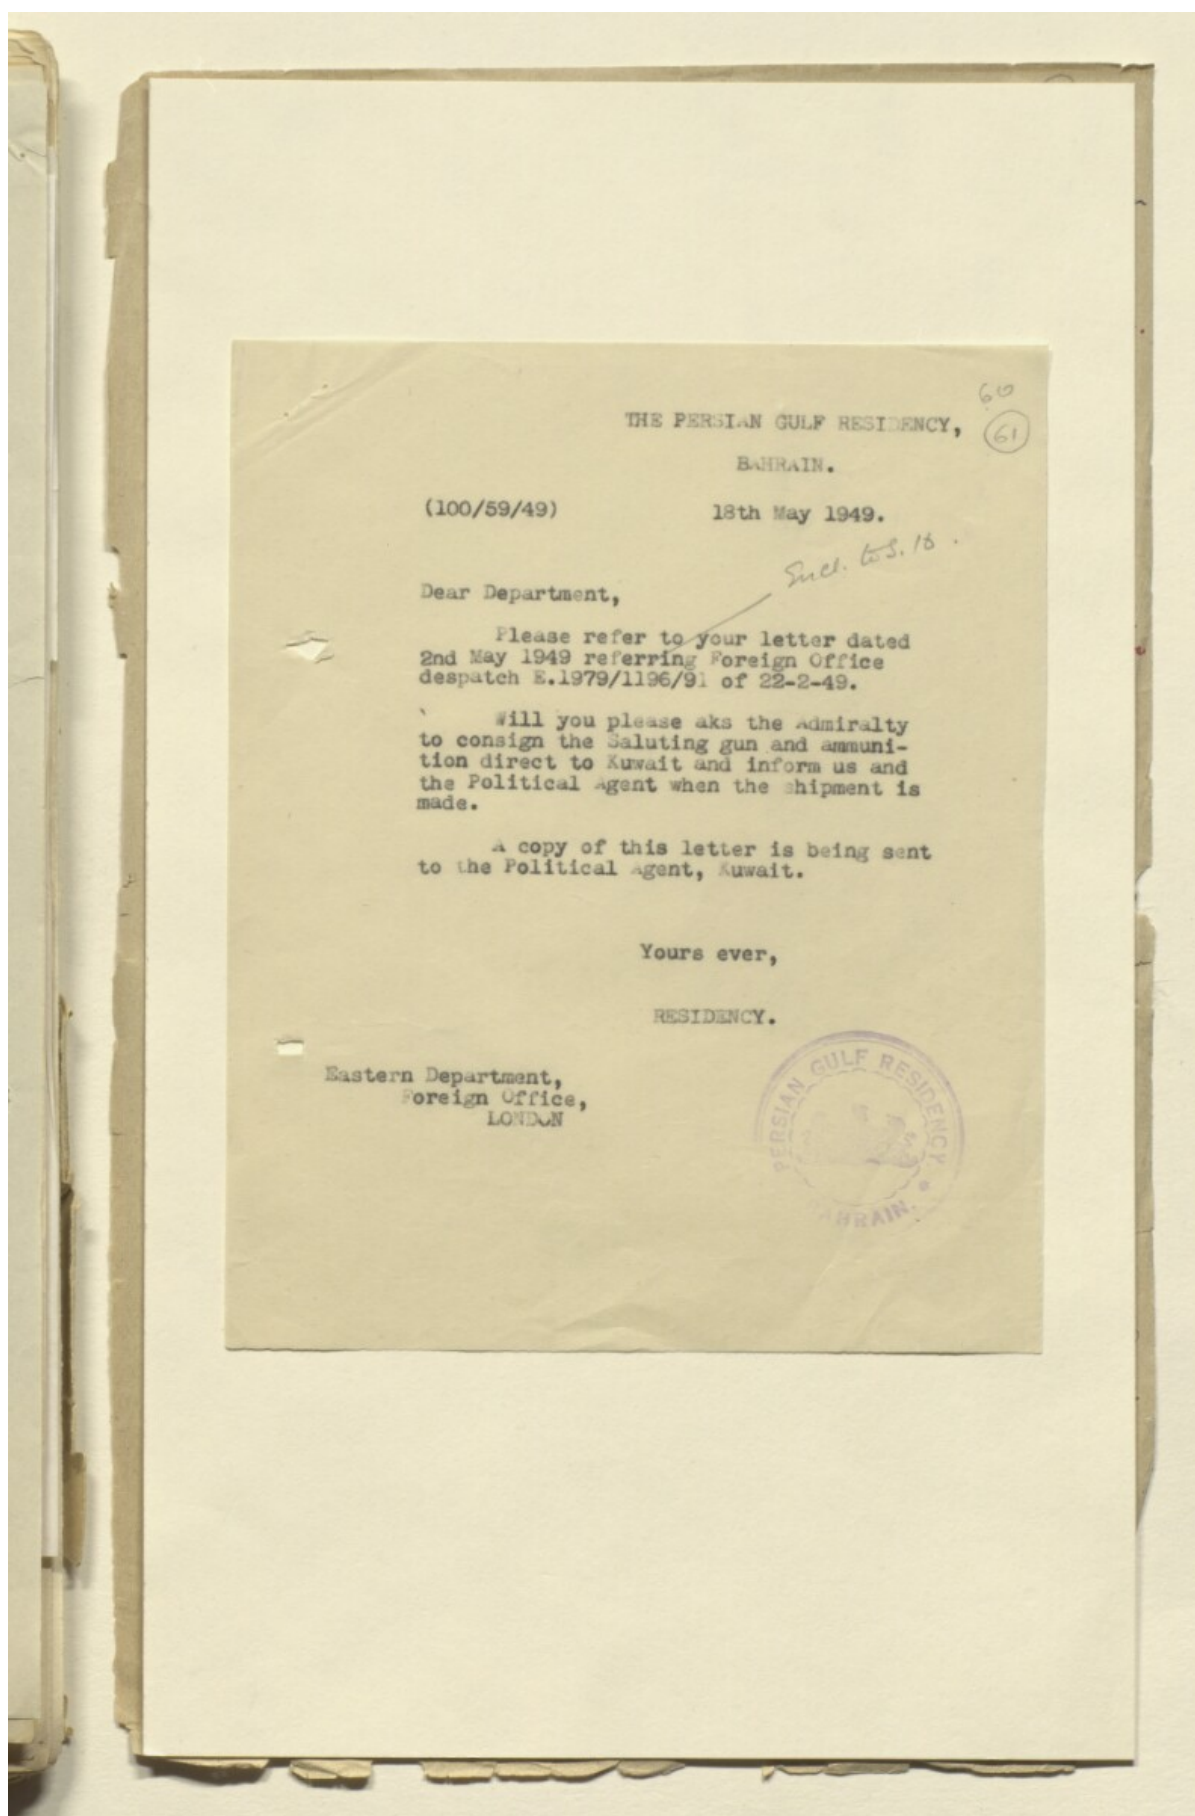 60
61
THE PERSIAN GULF RESIDENCY,
BAHRAIN.
(100/59/49)
18th May 1949.
Encl. to S. 18.
Dear Department,
Please refer to your letter dated
2nd May 1949 referring Foreign Office
despatch E.1979/1196/91 of 22-2-49.
Will you please aks the Admiralty
to consign the Saluting gun and ammuni-
tion direct to Kuwait and inform us and
the Political Agent when the shipment is
made.
A copy of this letter is being sent
to the Political Agent, Kuwait.
Yours ever,
RESIDENCY.
Eastern Department,
Foreign Office,
LONDON
PERSIAN GULF RESIDENCY
BAHRAIN.